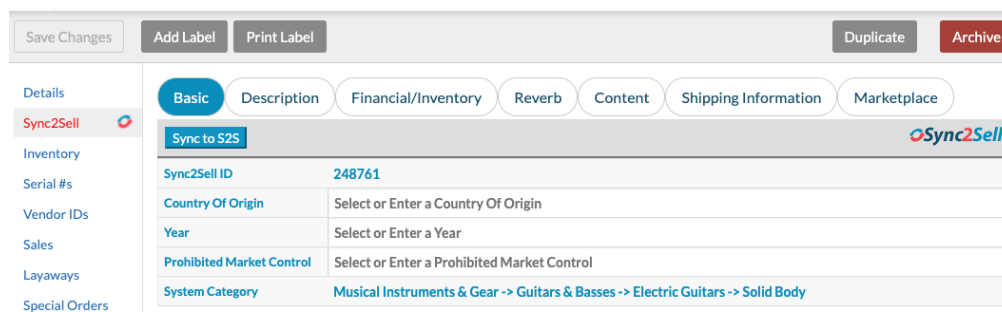 Save Changes Add Label Print Label Duplicate Archive
Details
Sync2Sell
Inventory
Serial #s
Vendor IDs
Sales
Layaways
Special Orders
Basic Description Financial/Inventory Reverb Content Shipping Information Marketplace
Sync to S2S Sync2Sell
Sync2Sell ID 248761
Country Of Origin Select or Enter a Country Of Origin
Year Select or Enter a Year
Prohibited Market Control Select or Enter a Prohibited Market Control
System Category Musical Instruments & Gear -> Guitars & Basses -> Electric Guitars -> Solid Body